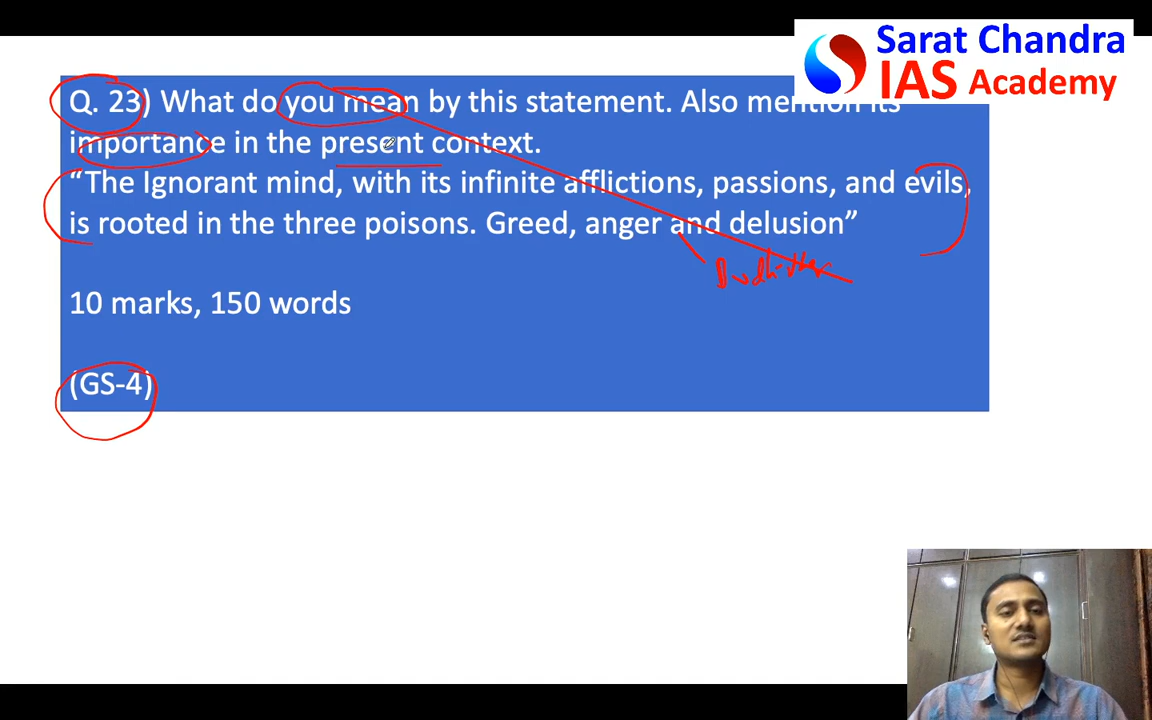 Sarat Chandra
IAS Academy
Q. 23) What do you mean by this statement. Also mention its
importance in the present context.
“The Ignorant mind, with its infinite afflictions, passions, and evils,
is rooted in the three poisons. Greed, anger and delusion”
10 marks, 150 words
(GS-4)